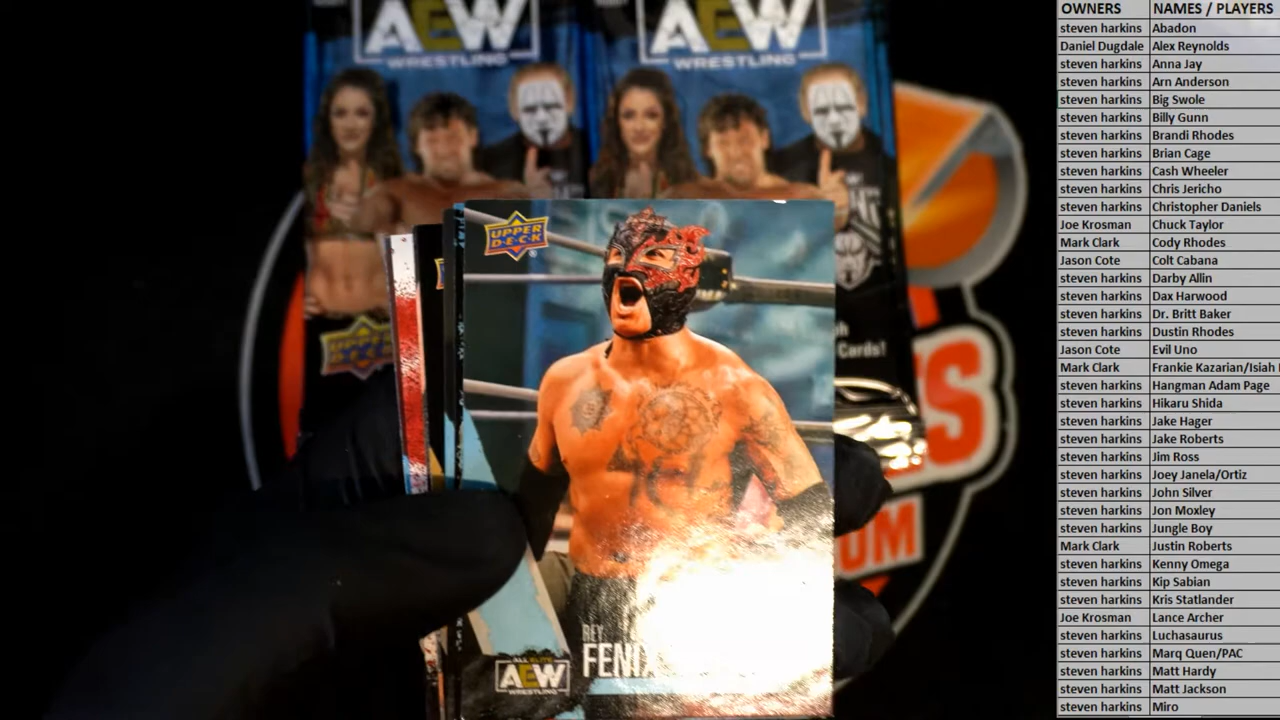 AEW
WRESTLING
AEW
WRESTLING
UPPER
DECK
Cards!
UPPER
D·E·C·K
REY
ALL ELITE
AEW
WRESTLING
ES
OM
OWNERS NAMES / PLAYERS
steven harkins Abadon
Daniel Dugdale Alex Reynolds
steven harkins Anna Jay
steven harkins Arn Anderson
steven harkins Big Swole
steven harkins Billy Gunn
steven harkins Brandi Rhodes
steven harkins Brian Cage
steven harkins Cash Wheeler
steven harkins Chris Jericho
steven harkins Christopher Daniels
Joe Krosman Chuck Taylor
Mark Clark Cody Rhodes
Jason Cote Colt Cabana
steven harkins Darby Allin
steven harkins Dax Harwood
steven harkins Dr. Britt Baker
steven harkins Dustin Rhodes
Jason Cote Evil Uno
Mark Clark Frankie Kazarian/Isiah
steven harkins Hangman Adam Page
steven harkins Hikaru Shida
steven harkins Jake Hager
steven harkins Jake Roberts
steven harkins Jim Ross
steven harkins Joey Janela/Ortiz
steven harkins John Silver
steven harkins Jon Moxley
steven harkins Jungle Boy
Mark Clark Justin Roberts
steven harkins Kenny Omega
steven harkins Kip Sabian
steven harkins Kris Statlander
Joe Krosman Lance Archer
steven harkins Luchasaurus
steven harkins Marq Quen/PAC
steven harkins Matt Hardy
steven harkins Matt Jackson
steven harkins Miro